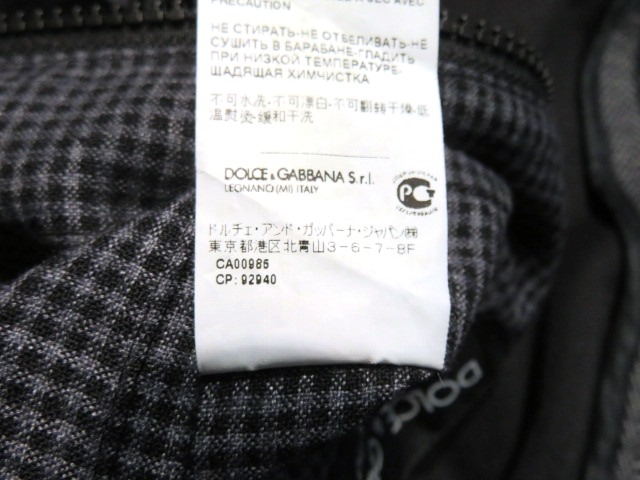 PRECAUTION
НЕ СТИРАТЬ-НЕ ОТБЕЛИВАТЬ-НЕ
СУШИТЬ В БАРАБАНЕ-ГЛАДИТЬ
ПРИ НИЗКОЙ ТЕМПЕРАТУРЕ-
ЩАДЯЩАЯ ХИМЧИСТКА
不可水洗-不可漂白-不可翻转干燥-低
温熨烫-缓和干洗
DOLCE & GABBANA S.r.l.
LEGNANO (MI) ITALY
PG
ドルチェ・アンド・ガッバーナ・ジャパン㈱
東京都港区北青山3-6-7-8F
CA00986
CP: 92940
DOLCE